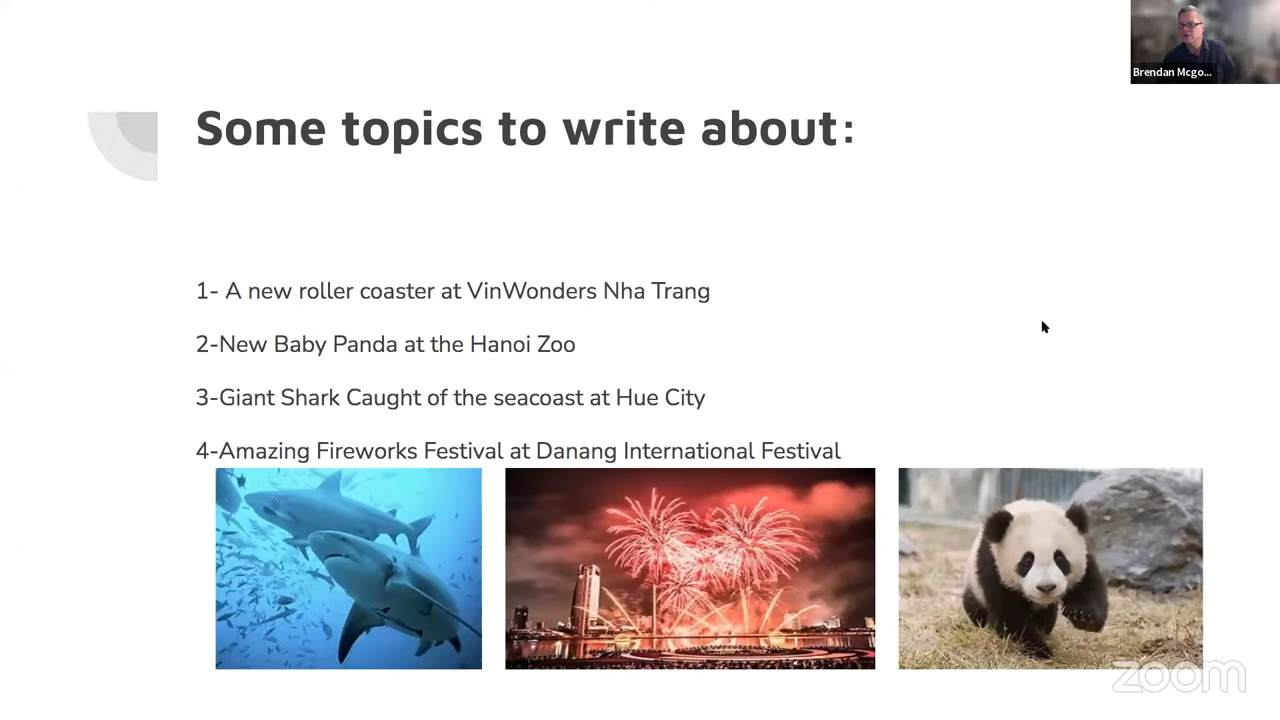 Brendan Mcgo...
Some topics to write about:
1- A new roller coaster at VinWonders Nha Trang
2-New Baby Panda at the Hanoi Zoo
3-Giant Shark Caught of the seacoast at Hue City
4-Amazing Fireworks Festival at Danang International Festival
zoom